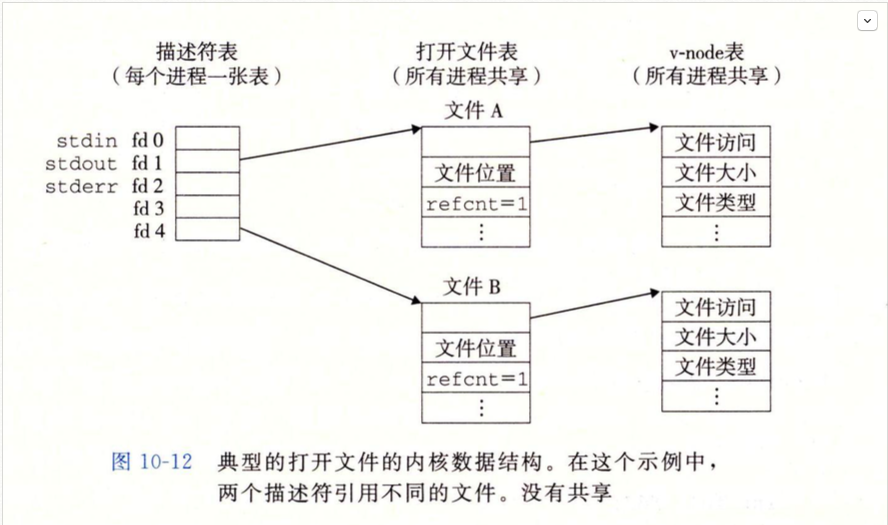 描述符表
（每个进程一张表）
打开文件表
（所有进程共享）
v-node表
（所有进程共享）
stdin fd 0
stdout fd 1
stderr fd 2
fd 3
fd 4
文件 A
文件位置
refcnt=1
⋮
文件访问
文件大小
文件类型
⋮
文件 B
文件位置
refcnt=1
⋮
文件访问
文件大小
文件类型
⋮
图 10-12 典型的打开文件的内核数据结构。在这个示例中，
两个描述符引用不同的文件。没有共享